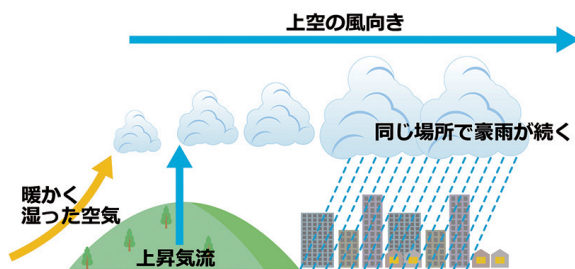 上空の風向き
同じ場所で豪雨が続く
暖かく
湿った空気
上昇気流